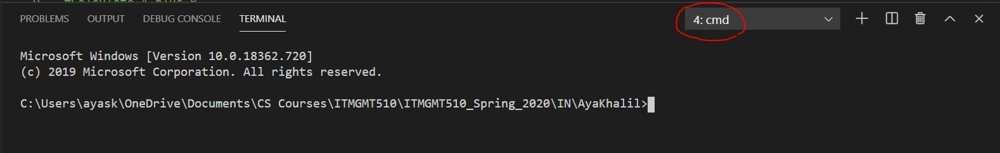 PROBLEMS OUTPUT DEBUG CONSOLE TERMINAL 4: cmd
Microsoft Windows [Version 10.0.18362.720]
(c) 2019 Microsoft Corporation. All rights reserved.
C:\Users\ayask\OneDrive\Documents\CS Courses\ITMGMT510\ITMGMT510_Spring_2020\IN\AyaKhalil>